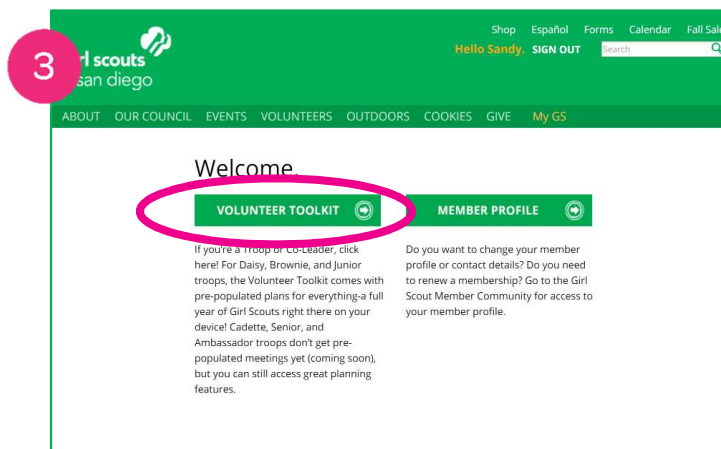 3
Shop Español Forms Calendar Fall Sale
Hello Sandy. SIGN OUT Search
girl scouts
san diego
ABOUT OUR COUNCIL EVENTS VOLUNTEERS OUTDOORS COOKIES GIVE My GS
Welcome.
VOLUNTEER TOOLKIT
If you're a Troop or Co-Leader, click
here! For Daisy, Brownie, and Junior
troops, the Volunteer Toolkit comes with
pre-populated plans for everything-a full
year of Girl Scouts right there on your
device! Cadette, Senior, and
Ambassador troops don't get pre-
populated meetings yet (coming soon),
but you can still access great planning
features.
MEMBER PROFILE
Do you want to change your member
profile or contact details? Do you need
to renew a membership? Go to the Girl
Scout Member Community for access to
your member profile.